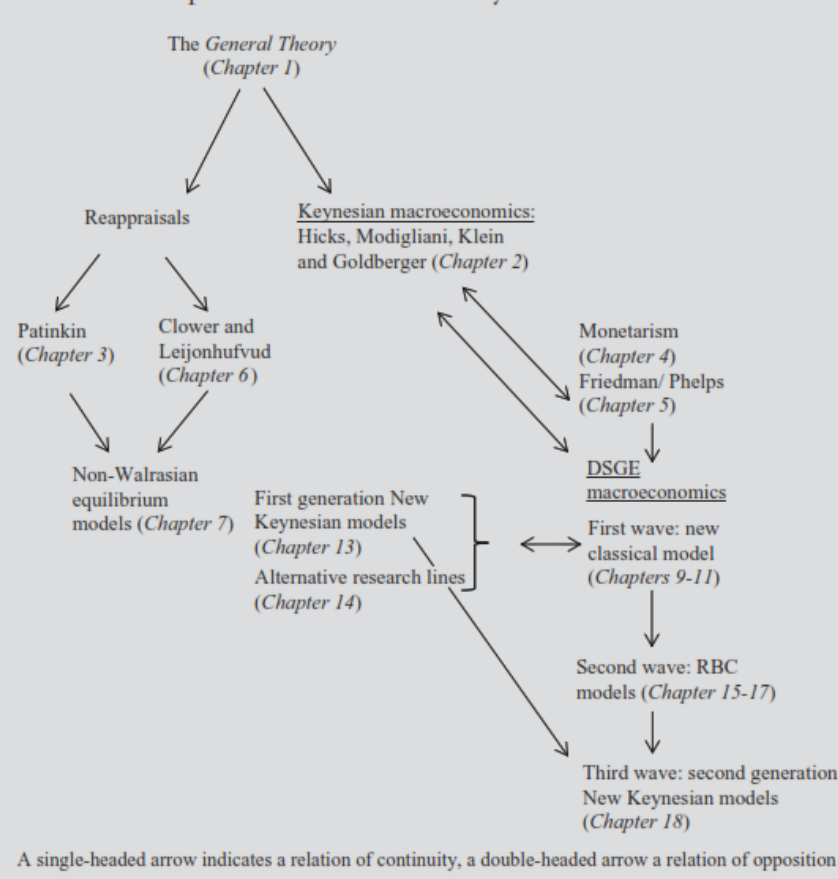 The General Theory
(Chapter 1)
Reappraisals
Keynesian macroeconomics:
Hicks, Modigliani, Klein
and Goldberger (Chapter 2)
Patinkin
(Chapter 3)
Clower and
Leijonhufvud
(Chapter 6)
Monetarism
(Chapter 4)
Friedman/ Phelps
(Chapter 5)
Non-Walrasian
equilibrium
models (Chapter 7)
First generation New
Keynesian models
(Chapter 13)
Alternative research lines
(Chapter 14)
DSGE
macroeconomics
First wave: new
classical model
(Chapters 9-11)
Second wave: RBC
models (Chapter 15-17)
Third wave: second generation
New Keynesian models
(Chapter 18)
A single-headed arrow indicates a relation of continuity, a double-headed arrow a relation of opposition